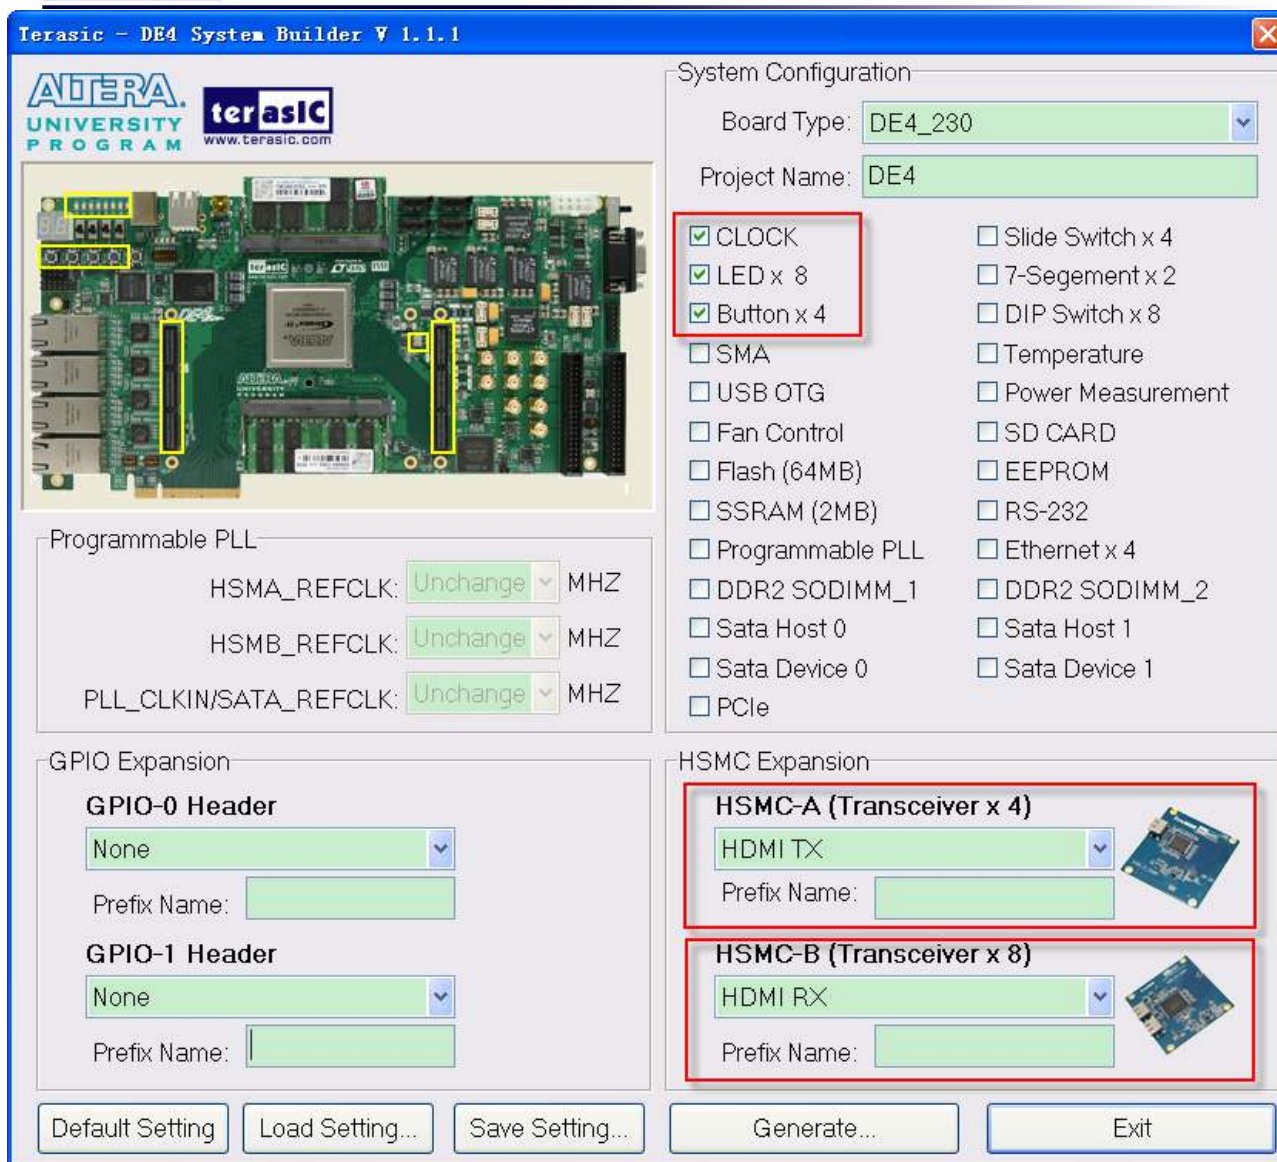 Terasic - DE4 System Builder V 1.1.1
ALTERA.
UNIVERSITY
PROGRAM
terasic
www.terasic.com
System Configuration
Board Type: DE4_230
Project Name: DE4
CLOCK
Slide Switch x 4
LED x 8
7-Segement x 2
Button x 4
DIP Switch x 8
SMA
Temperature
USB OTG
Power Measurement
Fan Control
SD CARD
Flash (64MB)
EEPROM
SSRAM (2MB)
RS-232
Programmable PLL
Ethernet x 4
DDR2 SODIMM_1
DDR2 SODIMM_2
Sata Host 0
Sata Host 1
Sata Device 0
Sata Device 1
PCIe
Programmable PLL
HSMA_REFCLK: Unchange MHZ
HSMB_REFCLK: Unchange MHZ
PLL_CLKIN/SATA_REFCLK: Unchange MHZ
GPIO Expansion
GPIO-0 Header
None
Prefix Name:
GPIO-1 Header
None
Prefix Name:
HSMC Expansion
HSMC-A (Transceiver x 4)
HDMI TX
Prefix Name:
HSMC-B (Transceiver x 8)
HDMI RX
Prefix Name:
Default Setting
Load Setting...
Save Setting...
Generate...
Exit